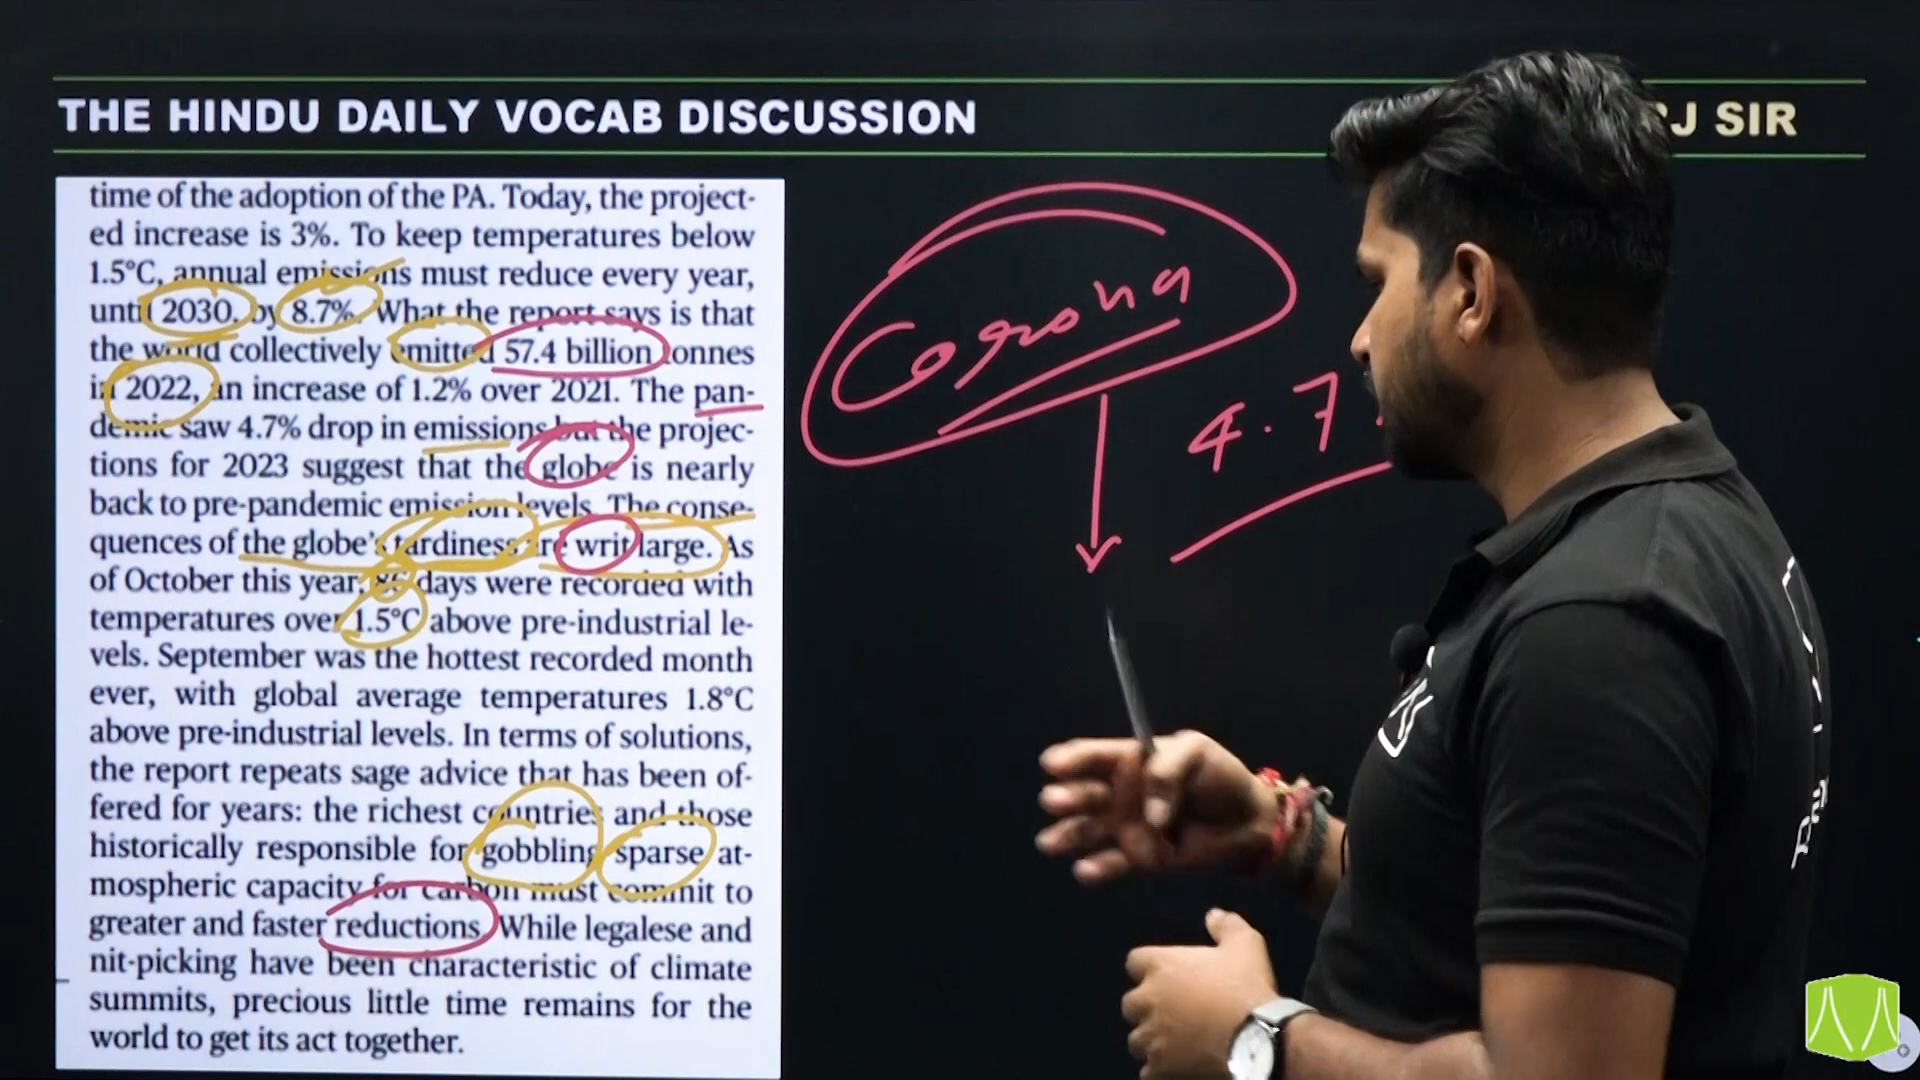 THE HINDU DAILY VOCAB DISCUSSION
RJ SIR
time of the adoption of the PA. Today, the project-
ed increase is 3%. To keep temperatures below
1.5°C, annual emissions must reduce every year,
until 2030, by 8.7%. What the report says is that
the world collectively emitted 57.4 billion tonnes
in 2022, an increase of 1.2% over 2021. The pan-
demic saw 4.7% drop in emissions but the projec-
tions for 2023 suggest that the globe is nearly
back to pre-pandemic emission levels. The conse-
quences of the globe's tardiness are writ large. As
of October this year, 86 days were recorded with
temperatures over 1.5°C above pre-industrial le-
vels. September was the hottest recorded month
ever, with global average temperatures 1.8°C
above pre-industrial levels. In terms of solutions,
the report repeats sage advice that has been of-
fered for years: the richest countries and those
historically responsible for gobbling sparse at-
mospheric capacity for carbon must commit to
greater and faster reductions. While legalese and
nit-picking have been characteristic of climate
summits, precious little time remains for the
world to get its act together.
Corona
4.7